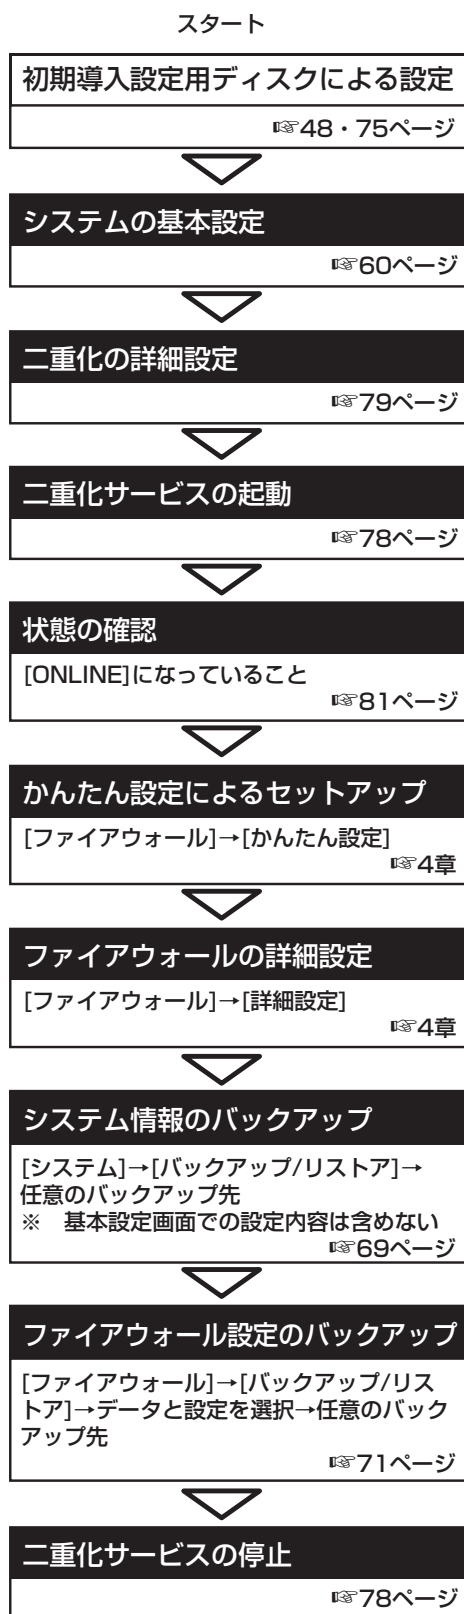 スタート
初期導入設定用ディスクによる設定
☞48・75ページ
システムの基本設定
☞60ページ
二重化の詳細設定
☞79ページ
二重化サービスの起動
☞78ページ
状態の確認
[ONLINE]になっていること
☞81ページ
かんたん設定によるセットアップ
[ファイアウォール]→[かんたん設定]
☞4章
ファイアウォールの詳細設定
[ファイアウォール]→[詳細設定]
☞4章
システム情報のバックアップ
[システム]→[バックアップ/リストア]→
任意のバックアップ先
※　基本設定画面での設定内容は含めない
☞69ページ
ファイアウォール設定のバックアップ
[ファイアウォール]→[バックアップ/リス
トア]→データと設定を選択→任意のバック
アップ先
☞71ページ
二重化サービスの停止
☞78ページ